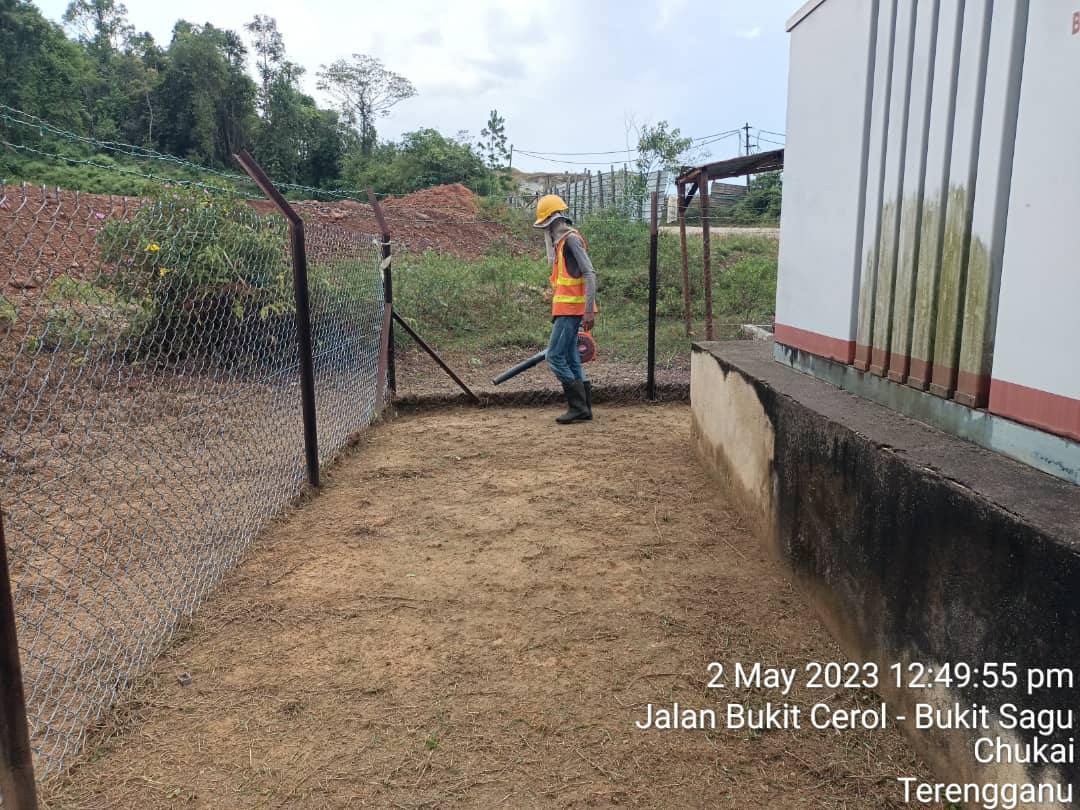 2 May 2023 12:49:55 pm
Jalan Bukit Cerol - Bukit Sagu
Chukai
Terengganu